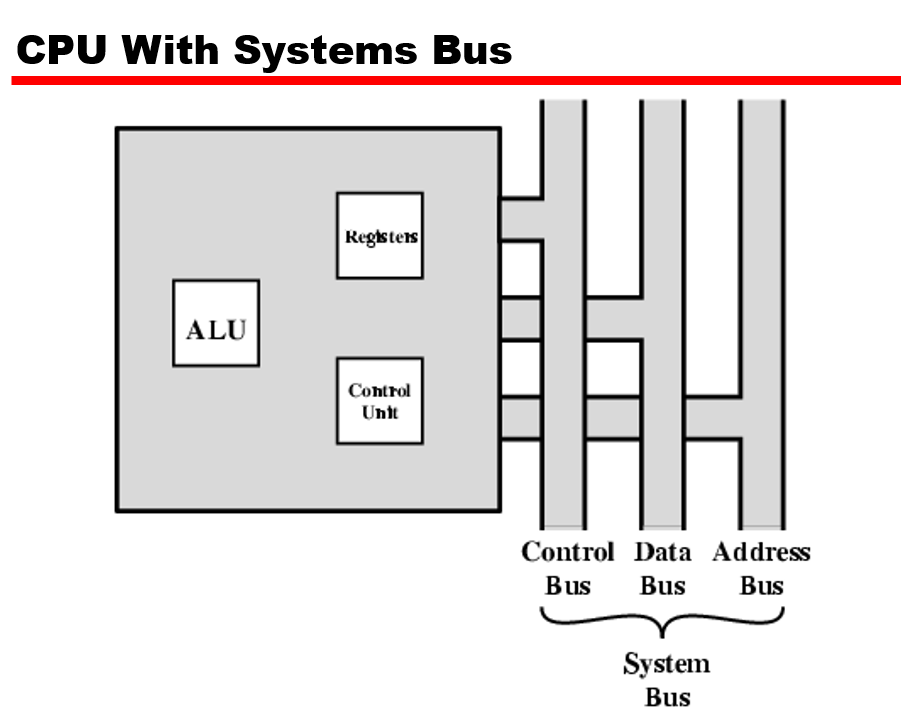 CPU With Systems Bus
Registers
ALU
Control
Unit
Control Data Address
Bus Bus Bus
System
Bus